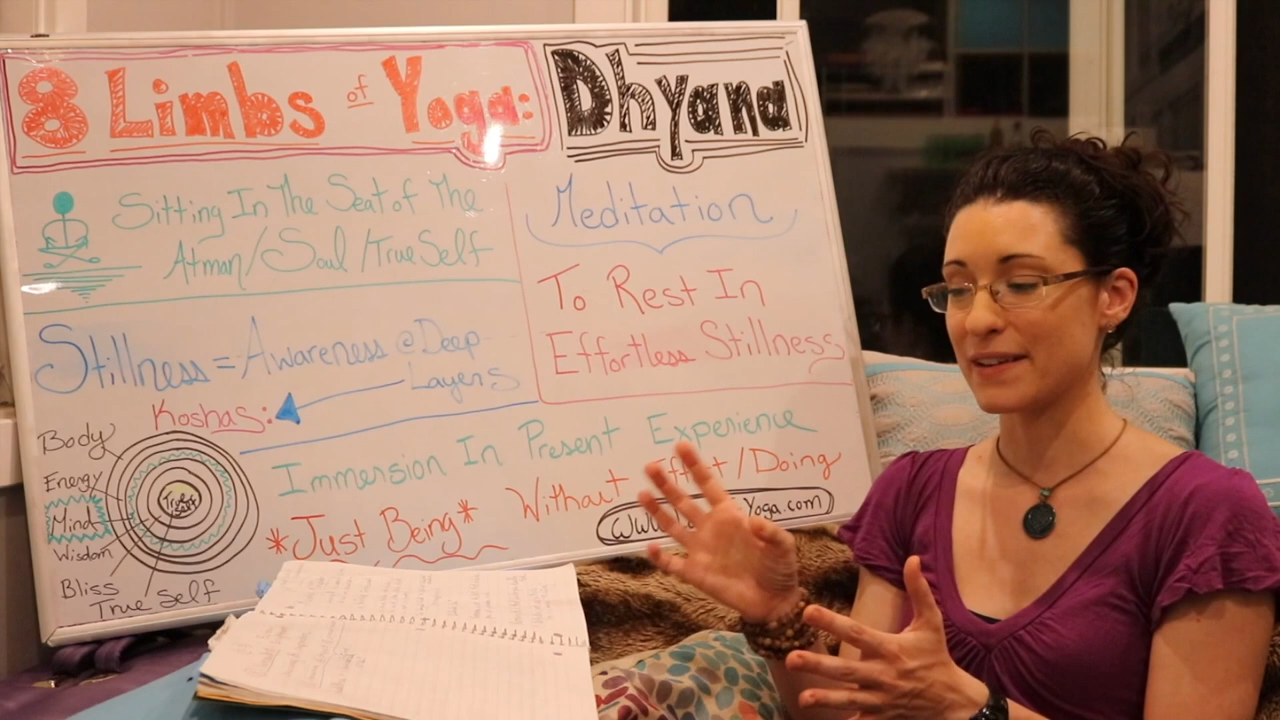 8 Limbs of Yoga:
Dhyana
Sitting In The Seat of The
Atman/Soul/True Self
Meditation
To Rest In
Effortless Stillness
Stillness = Awareness @ Deep
Layers
Koshas:
Body
Energy
Mind
Wisdom
Bliss
True Self
True Self
Immersion In Present Experience
Without Effort/Doing
*Just Being*
Yoga.com